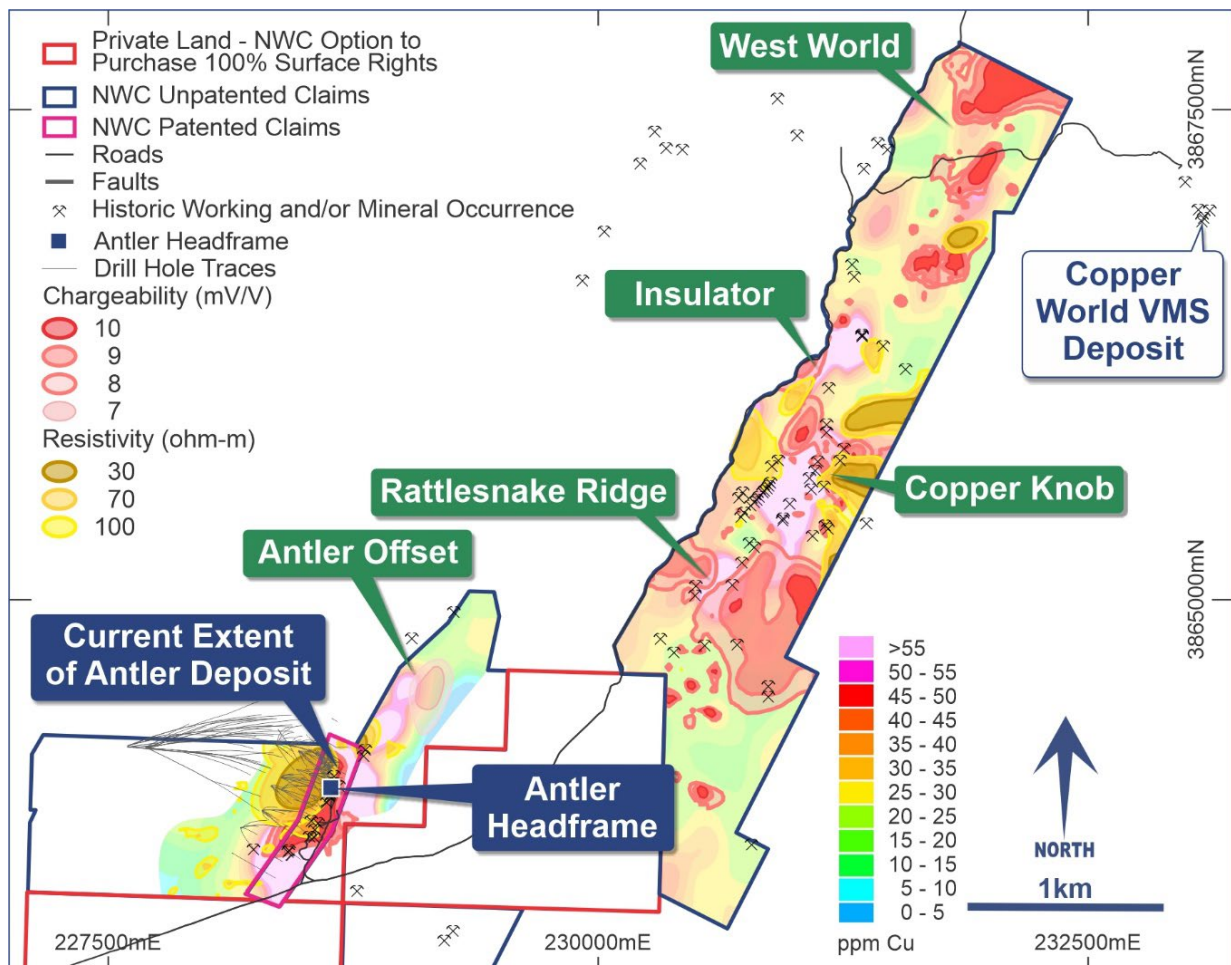 Private Land - NWC Option to
Purchase 100% Surface Rights
NWC Unpatented Claims
NWC Patented Claims
Roads
Faults
Historic Working and/or Mineral Occurrence
Antler Headframe
Drill Hole Traces
Chargeability (mV/V)
10
9
8
7
Resistivity (ohm-m)
30
70
100
West World
3867500mN
Copper
World VMS
Deposit
Insulator
Rattlesnake Ridge
Copper Knob
Antler Offset
3865000mN
Current Extent
of Antler Deposit
Antler
Headframe
>55
50 - 55
45 - 50
40 - 45
35 - 40
30 - 35
25 - 30
20 - 25
15 - 20
10 - 15
5 - 10
0 - 5
ppm Cu
NORTH
1km
227500mE
230000mE
232500mE